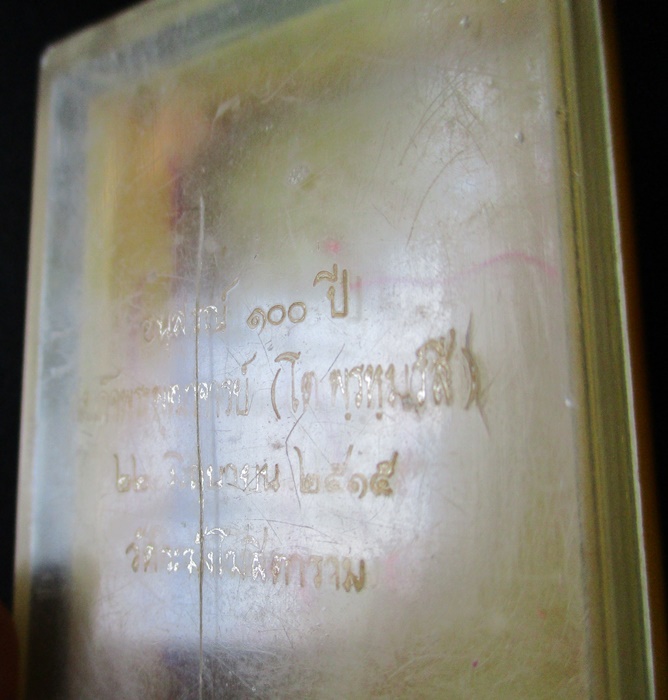 อนุสรณ์ ๑๐๐ ปี
สมเด็จพระพุฒาจารย์ (โต พฺรหฺมรํสี)
๒๒ มิถุนายน ๒๕๑๕
วัดระฆังโฆสิตาราม